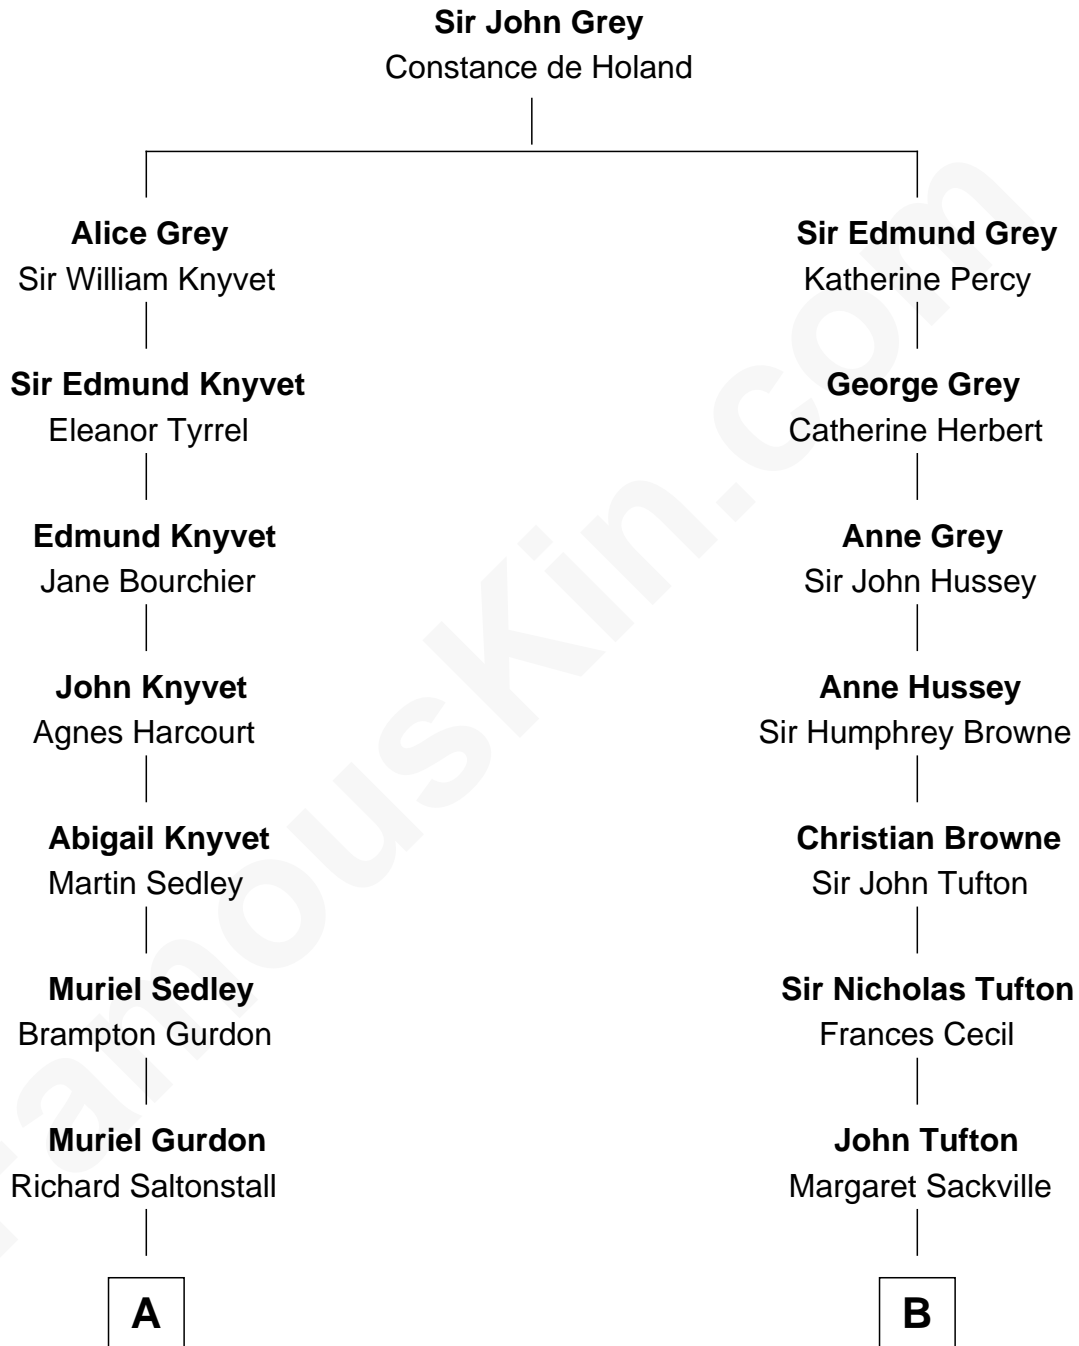 Sir John Grey
Constance de Holand
Alice Grey
Sir William Knyvet
Sir Edmund Grey
Katherine Percy
Sir Edmund Knyvet
Eleanor Tyrrel
George Grey
Catherine Herbert
Edmund Knyvet
Jane Bourchier
Anne Grey
Sir John Hussey
John Knyvet
Agnes Harcourt
Anne Hussey
Sir Humphrey Browne
Abigail Knyvet
Martin Sedley
Christian Browne
Sir John Tufton
Muriel Sedley
Brampton Gurdon
Sir Nicholas Tufton
Frances Cecil
Muriel Gurdon
Richard Saltonstall
John Tufton
Margaret Sackville
A
B
FamousKin.com